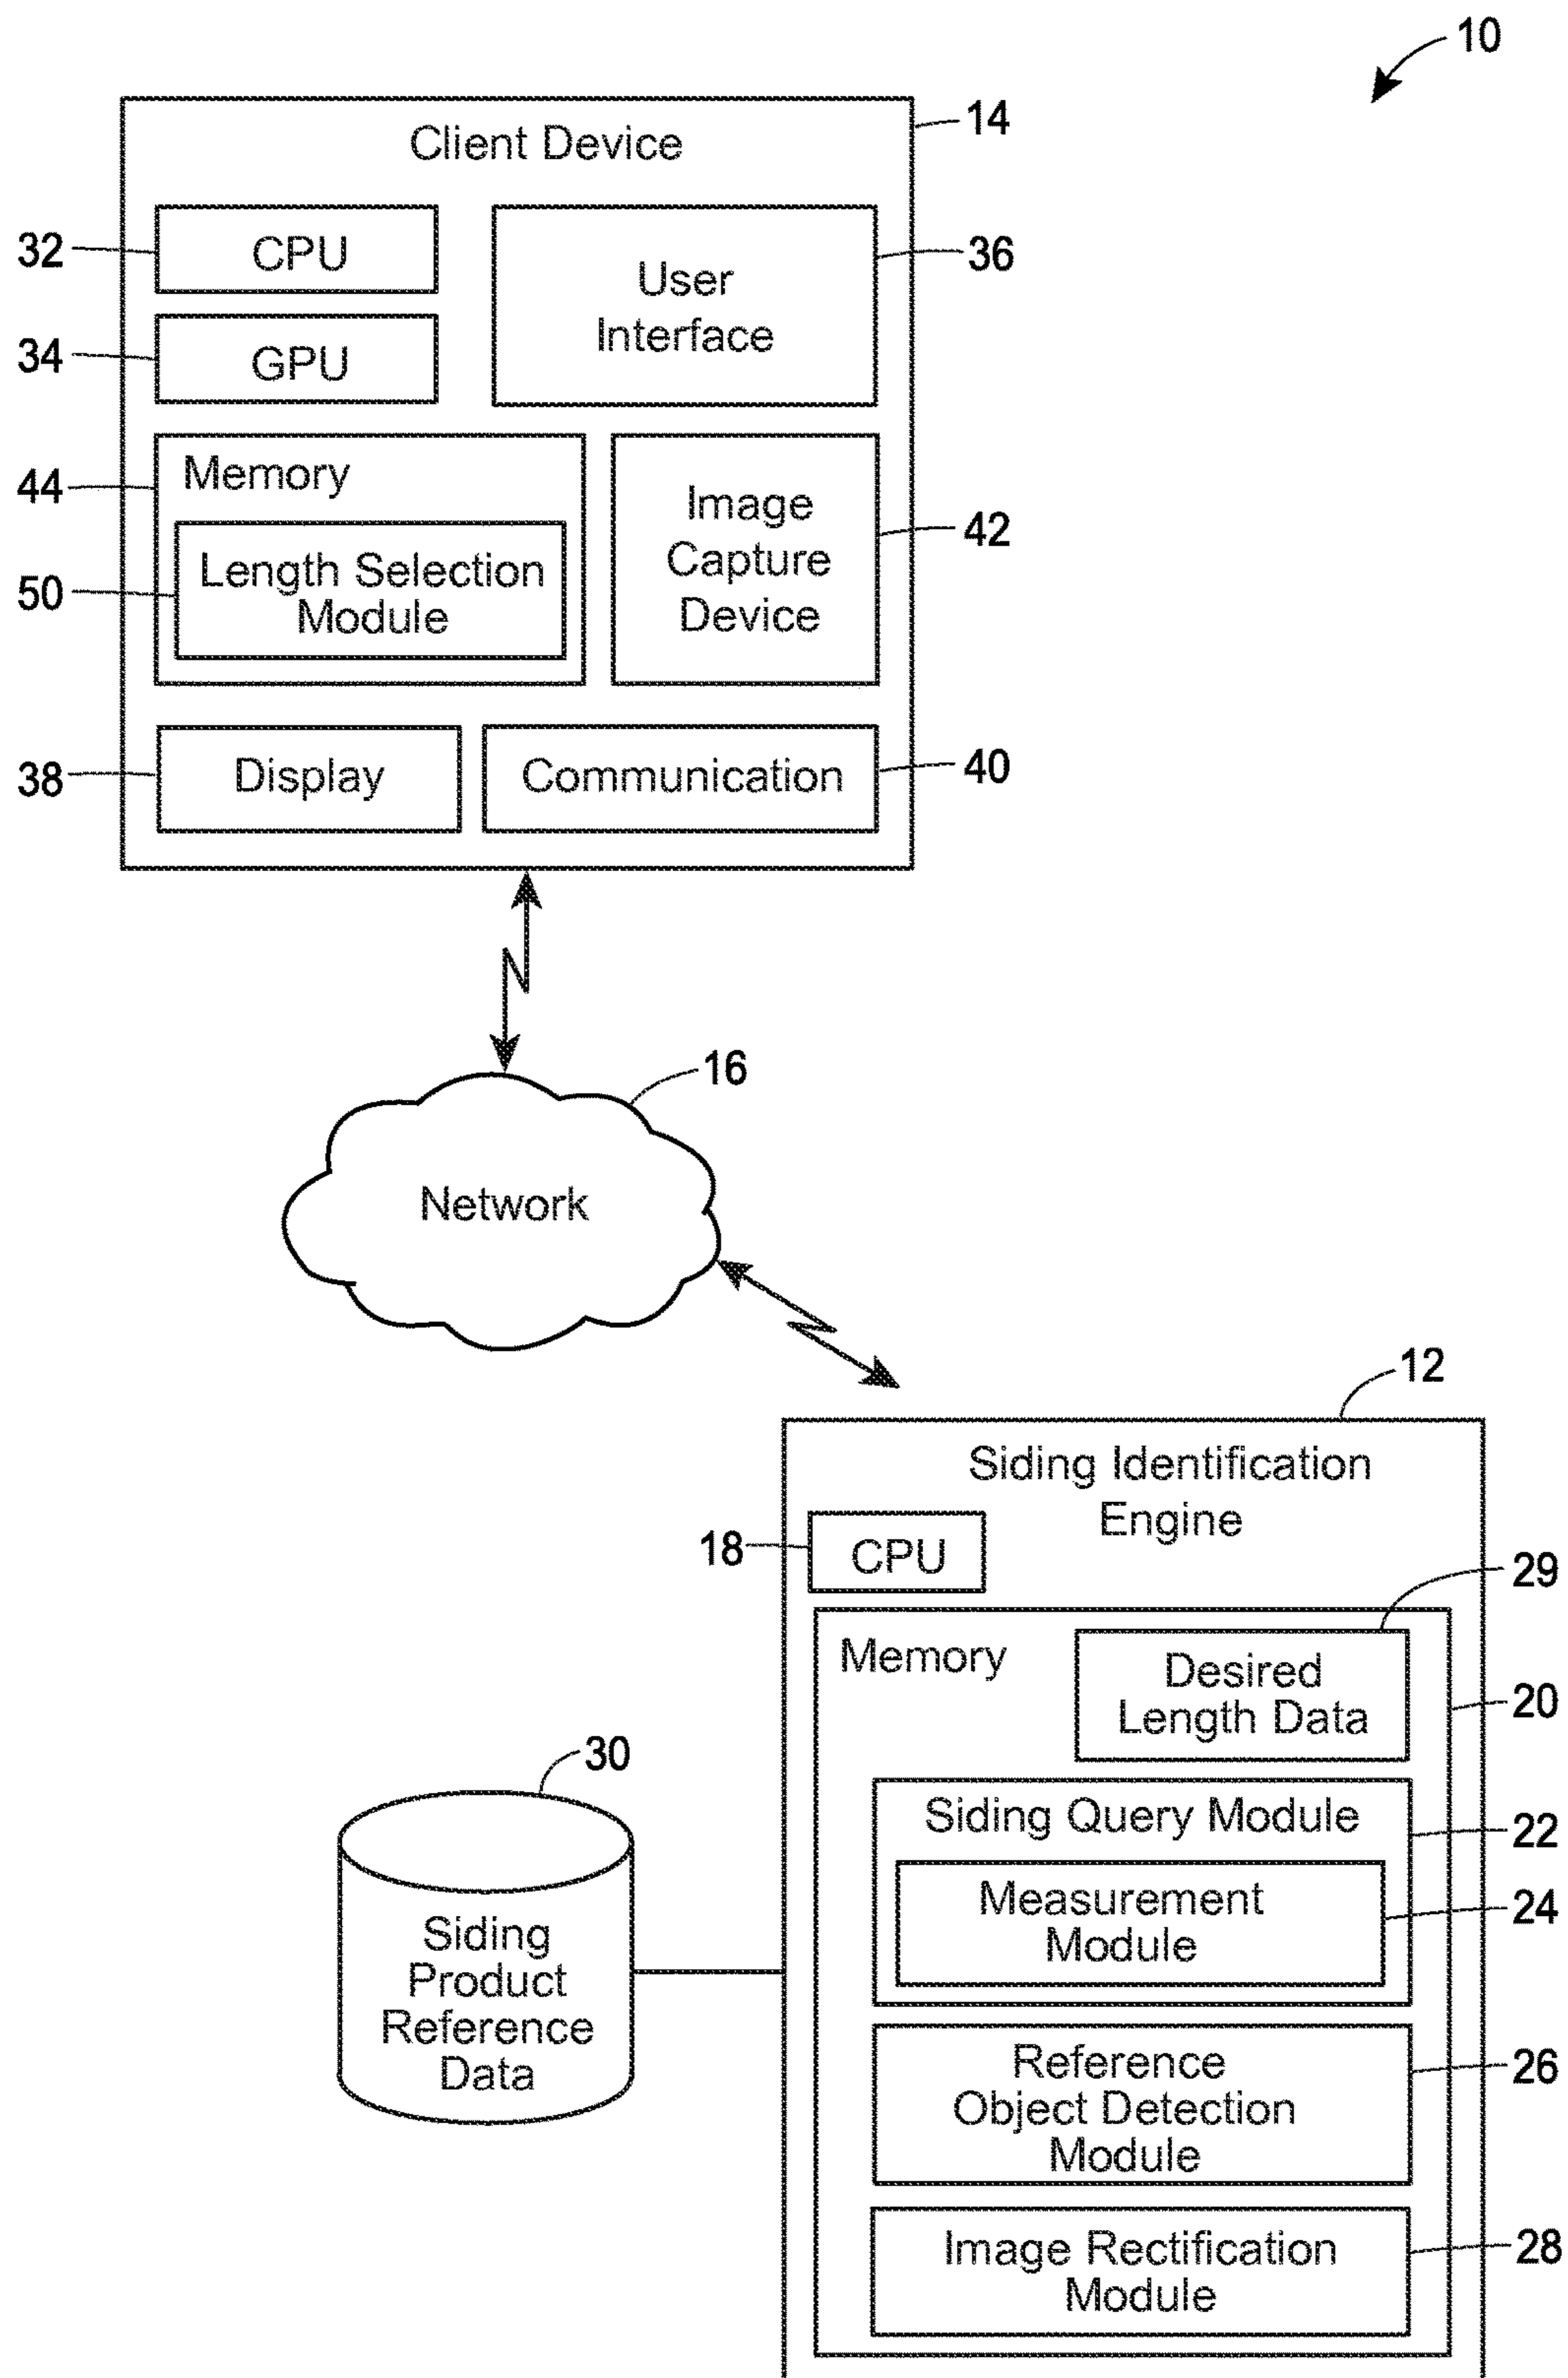 10
14
Client Device
32
CPU
User
Interface
36
34
GPU
44
Memory
50
Length Selection
Module
Image
Capture
Device
42
38
Display
Communication
40
16
Network
12
Siding Identification
Engine
18
CPU
29
Memory
Desired
Length Data
20
Siding Query Module
22
Measurement
Module
24
Reference
Object Detection
Module
26
Image Rectification
Module
28
30
Siding
Product
Reference
Data